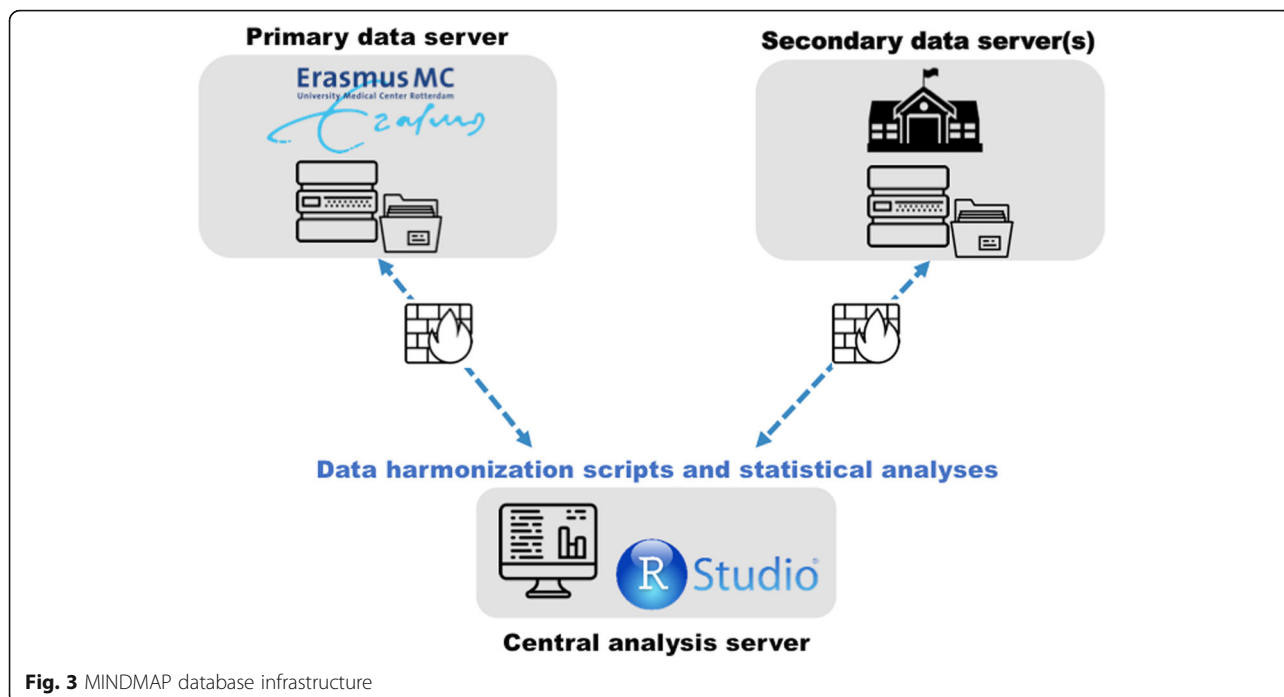 Primary data server
Secondary data server(s)
Erasmus MC
University Medical Center Rotterdam
Erasmus
Data harmonization scripts and statistical analyses
R Studio®
Central analysis server
Fig. 3 MINDMAP database infrastructure